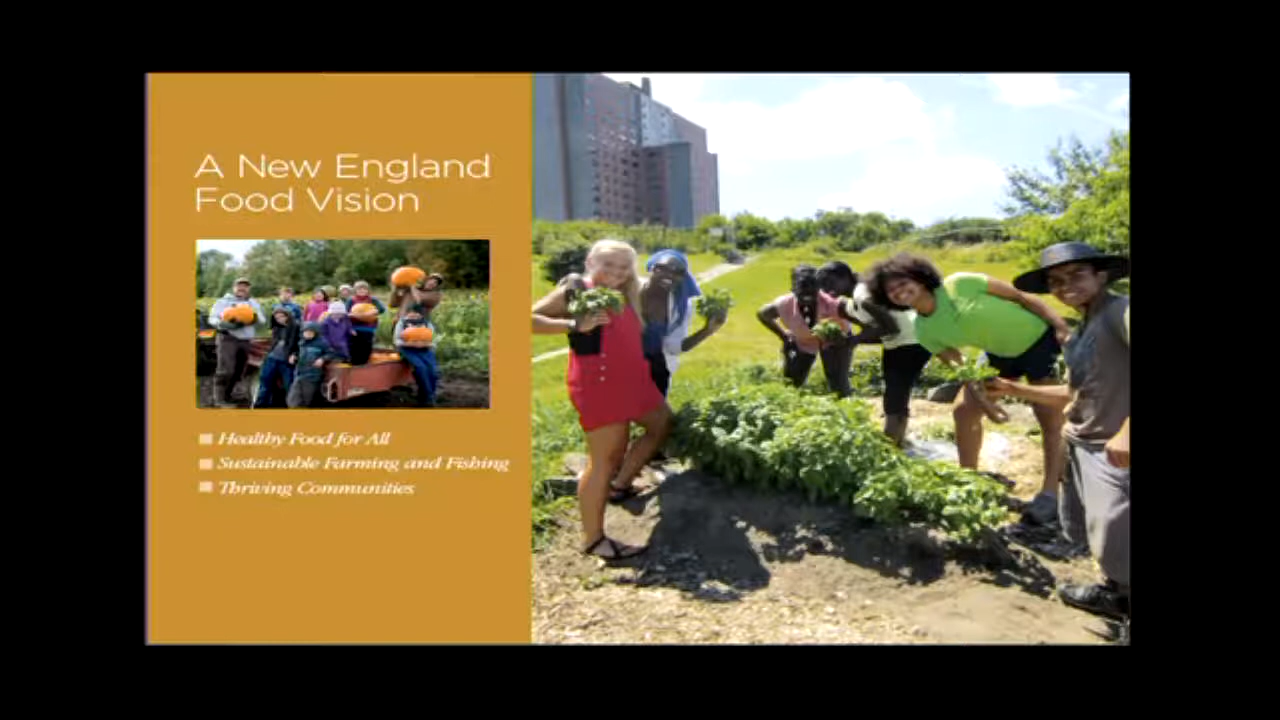 A New England
Food Vision
Healthy Food for All
Sustainable Farming and Fishing
Thriving Communities